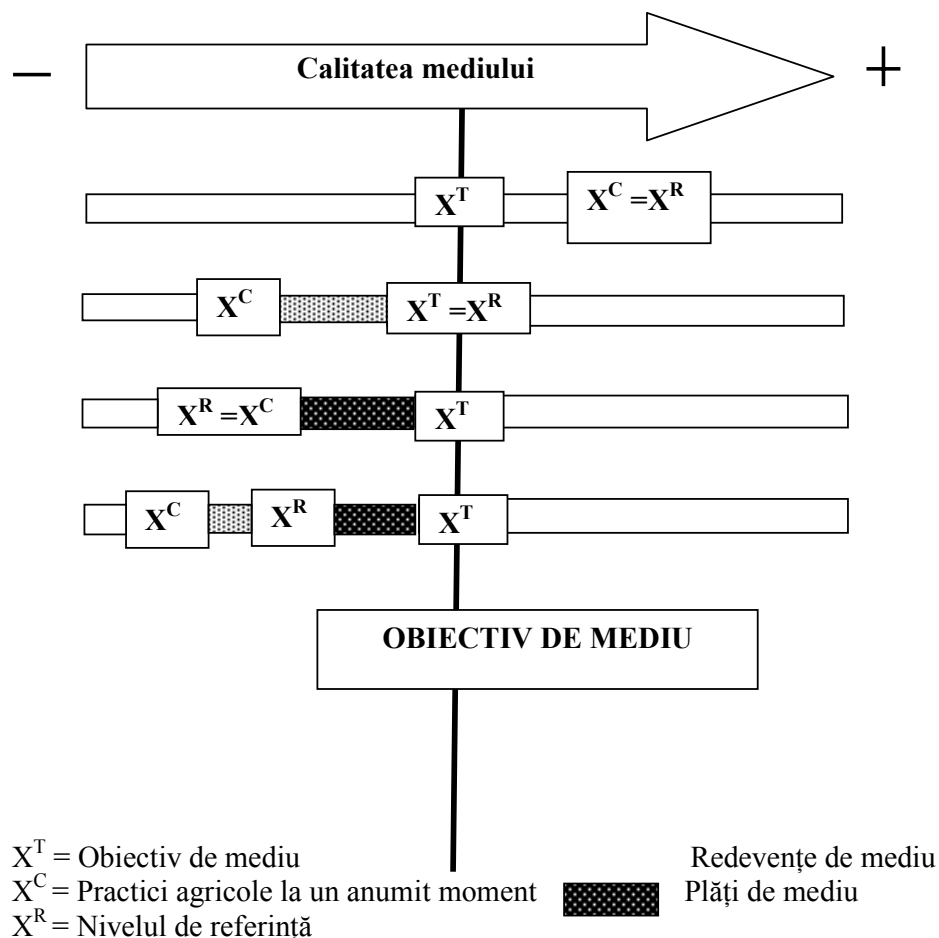 − Calitatea mediului +
X^T X^C =X^R
X^C X^T =X^R
X^R =X^C X^T
X^C X^R X^T
OBIECTIV DE MEDIU
X^T = Obiectiv de mediu Redevențe de mediu
X^C = Practici agricole la un anumit moment Plăți de mediu
X^R = Nivelul de referință